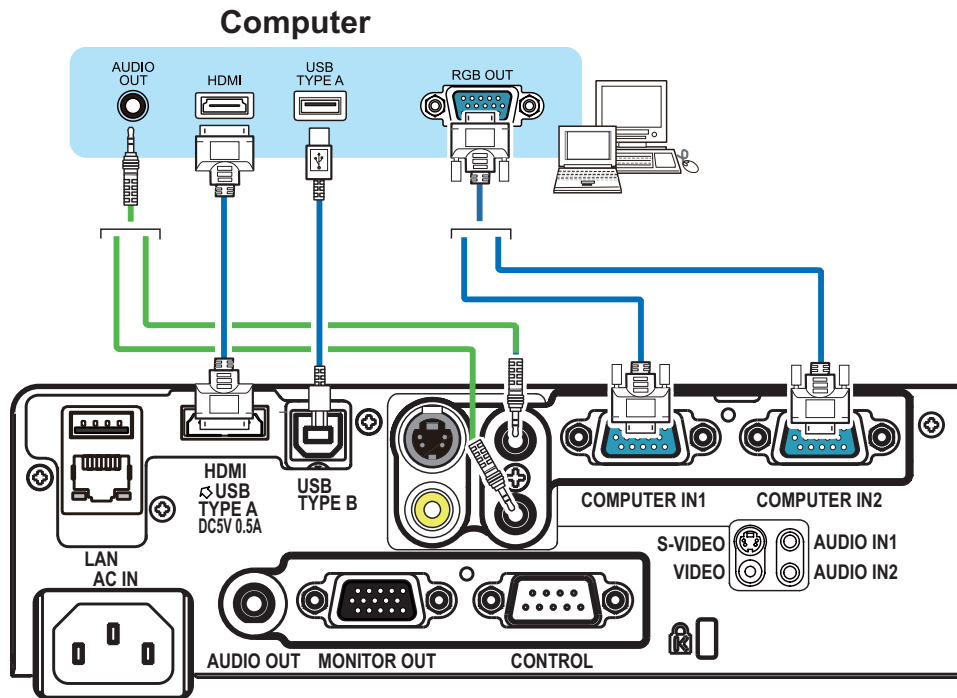 Computer
AUDIO
OUT
HDMI
USB
TYPE A
RGB OUT
HDMI
USB
TYPE A
DC5V 0.5A
USB
TYPE B
LAN
COMPUTER IN1
COMPUTER IN2
S-VIDEO
AUDIO IN1
VIDEO
AUDIO IN2
AC IN
AUDIO OUT
MONITOR OUT
CONTROL
K